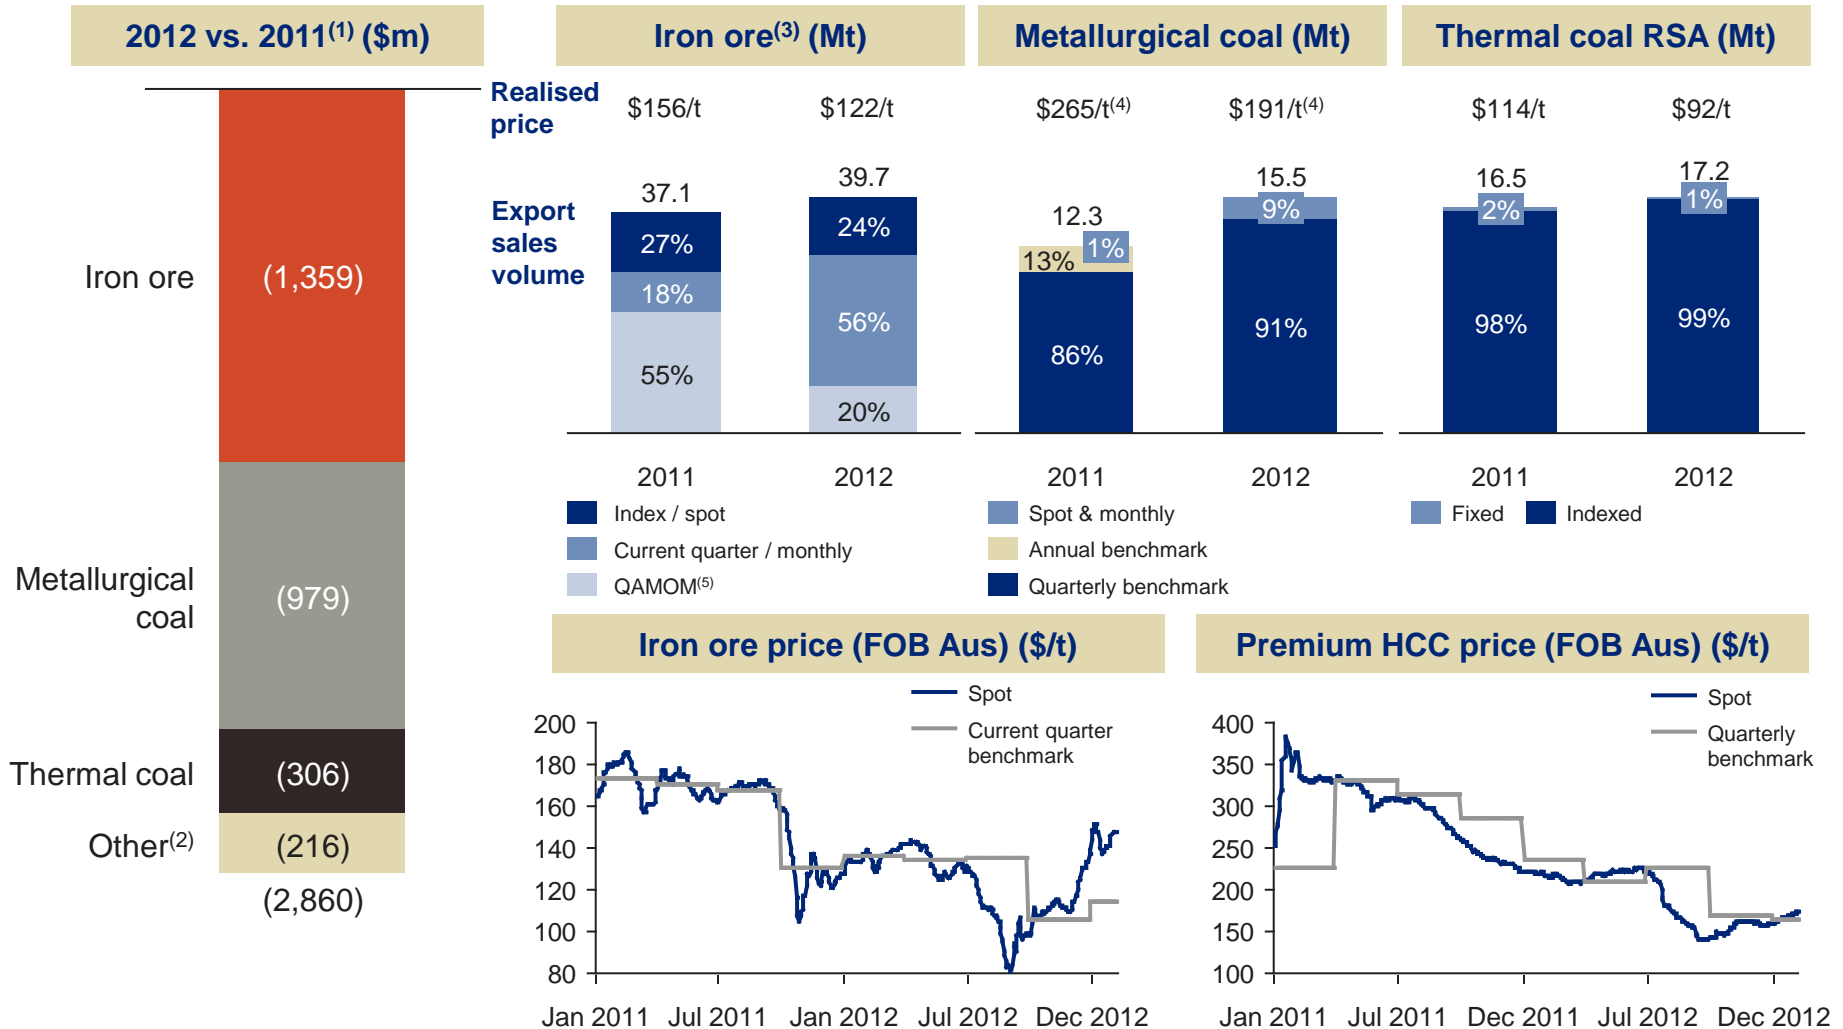 2012 vs. 2011(1) ($m)
Iron ore
(1,359)
Metallurgical
coal
(979)
Thermal coal
(306)
Other(2)
(216)
(2,860)
Iron ore(3) (Mt)
Metallurgical coal (Mt)
Thermal coal RSA (Mt)
Realised
price
$156/t
$122/t
$265/t(4)
$191/t(4)
$114/t
$92/t
Export
sales
volume
37.1
27%
18%
55%
2011
39.7
24%
56%
20%
2012
Index / spot
Current quarter / monthly
QAMOM(5)
12.3
1%
13%
86%
2011
15.5
9%
91%
2012
Spot & monthly
Annual benchmark
Quarterly benchmark
16.5
2%
98%
2011
17.2
1%
99%
2012
Fixed
Indexed
Iron ore price (FOB Aus) ($/t)
Spot
Current quarter
benchmark
200
180
160
140
120
100
80
Jan 2011
Jul 2011
Jan 2012
Jul 2012
Dec 2012
Premium HCC price (FOB Aus) ($/t)
Spot
Quarterly
benchmark
400
350
300
250
200
150
100
Jan 2011
Jul 2011
Dec 2011
Jul 2012
Dec 2012